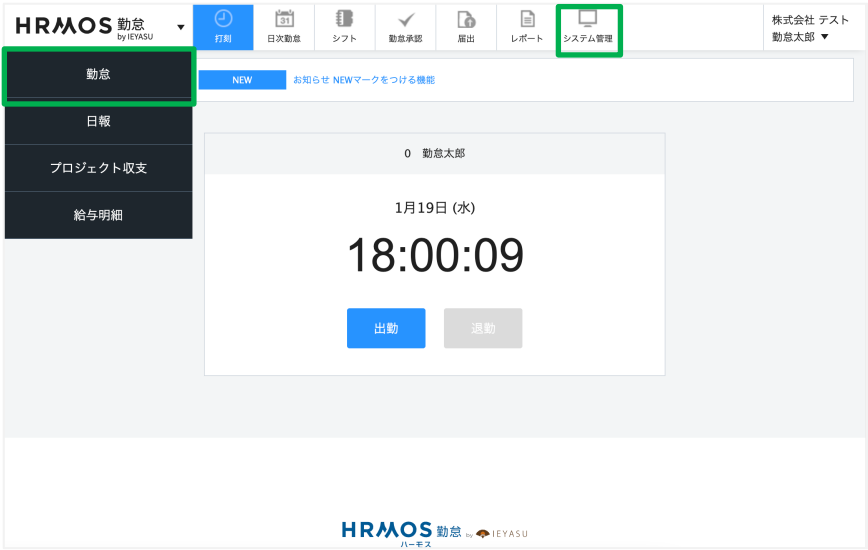 HRMOS 勤怠 ▼
by IEYASU
31
打刻 日次勤怠 シフト 勤怠承認 届出 レポート システム管理
株式会社 テスト
勤怠太郎 ▼
勤怠
日報
プロジェクト収支
給与明細
NEW お知らせ NEWマークをつける機能
0 勤怠太郎
1月19日 (水)
18:00:09
出勤 退勤
HRMOS 勤怠 by IEYASU
ハーモス